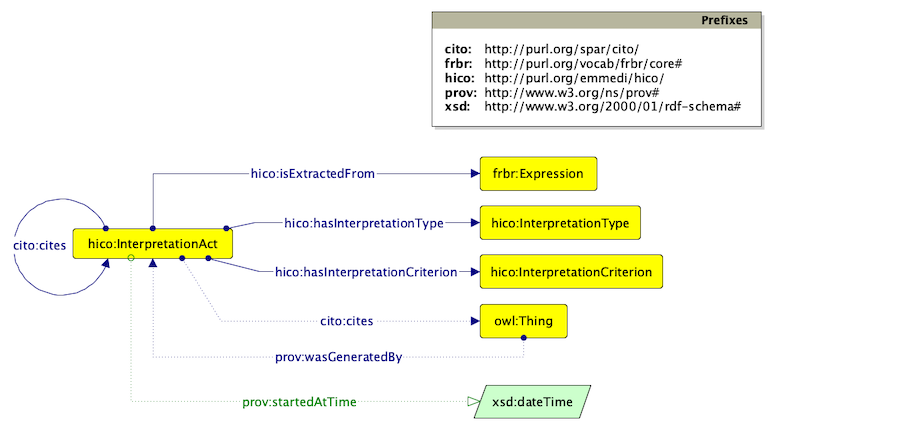 Prefixes
cito: http://purl.org/spar/cito/
frbr: http://purl.org/vocab/frbr/core#
hico: http://purl.org/emmedi/hico/
prov: http://www.w3.org/ns/prov#
xsd: http://www.w3.org/2000/01/rdf-schema#
hico:isExtractedFrom
frbr:Expression
hico:hasInterpretationType
hico:InterpretationType
cito:cites
hico:InterpretationAct
hico:hasInterpretationCriterion
hico:InterpretationCriterion
cito:cites
owl:Thing
prov:wasGeneratedBy
prov:startedAtTime
xsd:dateTime